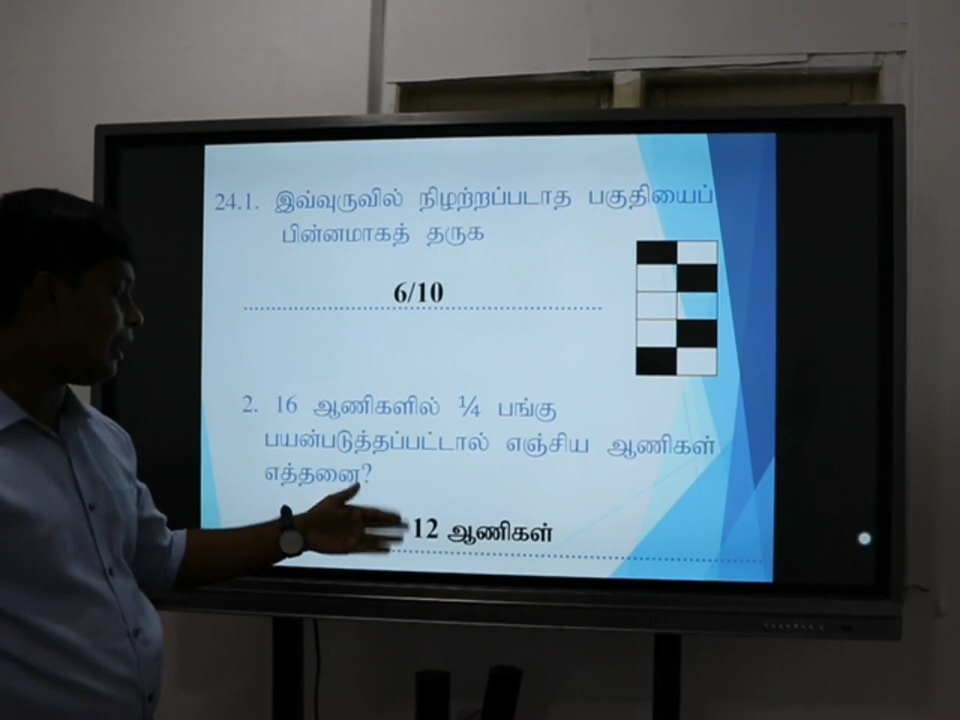 24.1. இவ்வுருவில் நிழற்றப்படாத பகுதியைப்
பின்னமாகத் தருக
6/10
2. 16 ஆணிகளில் ¼ பங்கு
பயன்படுத்தப்பட்டால் எஞ்சிய ஆணிகள்
எத்தனை?
12 ஆணிகள்